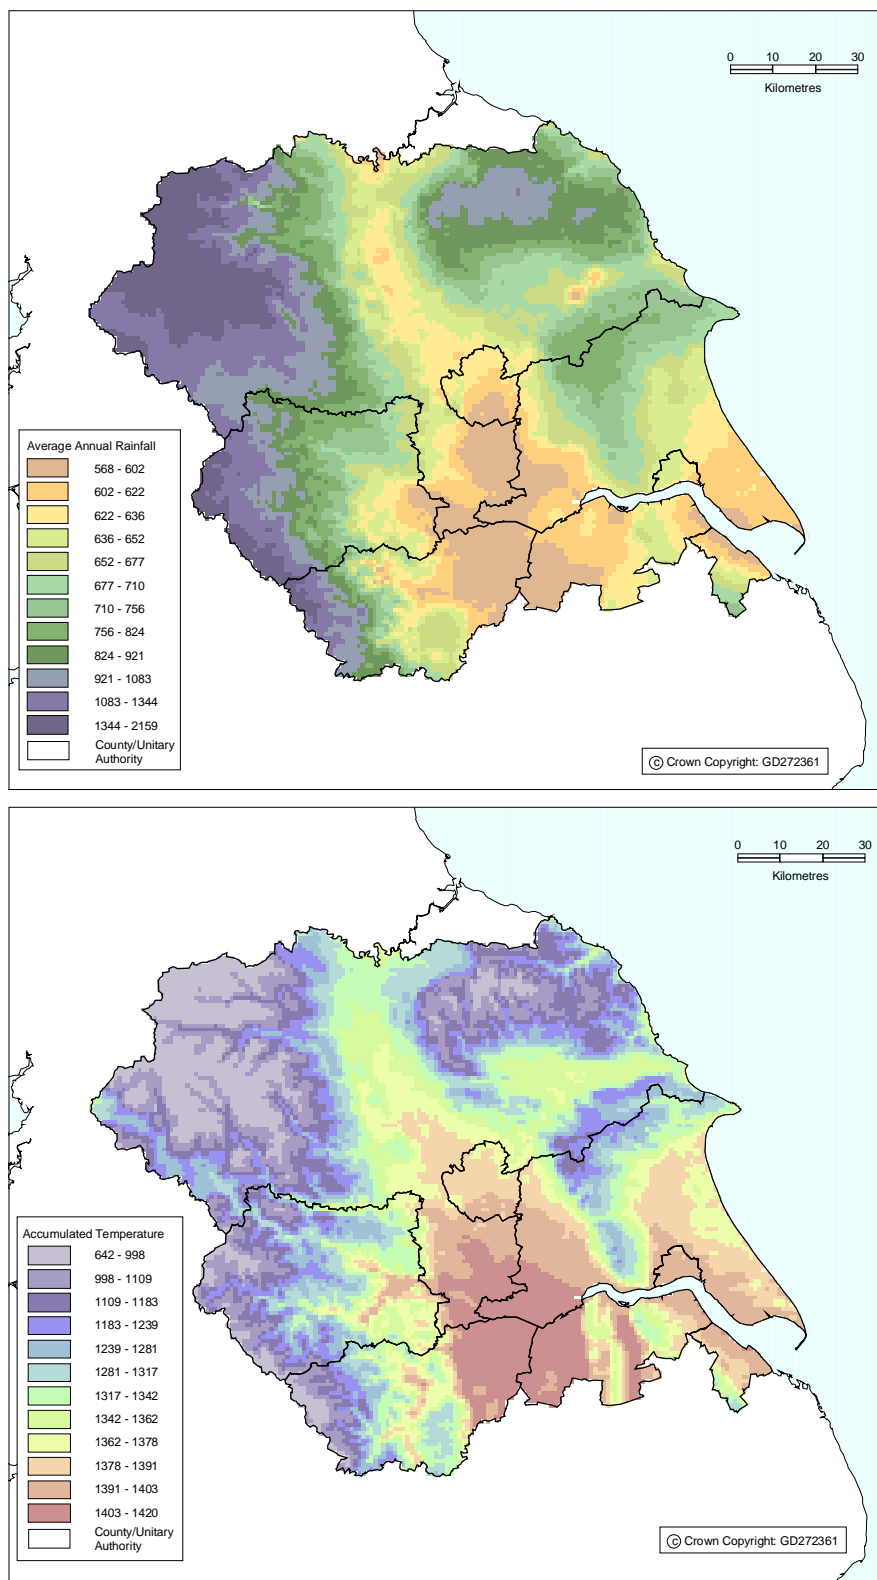 0 10 20 30
Kilometres
Average Annual Rainfall
568 - 602
602 - 622
622 - 636
636 - 652
652 - 677
677 - 710
710 - 756
756 - 824
824 - 921
921 - 1083
1083 - 1344
1344 - 2159
County/Unitary
Authority
© Crown Copyright: GD272361
0 10 20 30
Kilometres
Accumulated Temperature
642 - 998
998 - 1109
1109 - 1183
1183 - 1239
1239 - 1281
1281 - 1317
1317 - 1342
1342 - 1362
1362 - 1378
1378 - 1391
1391 - 1403
1403 - 1420
County/Unitary
Authority
© Crown Copyright: GD272361